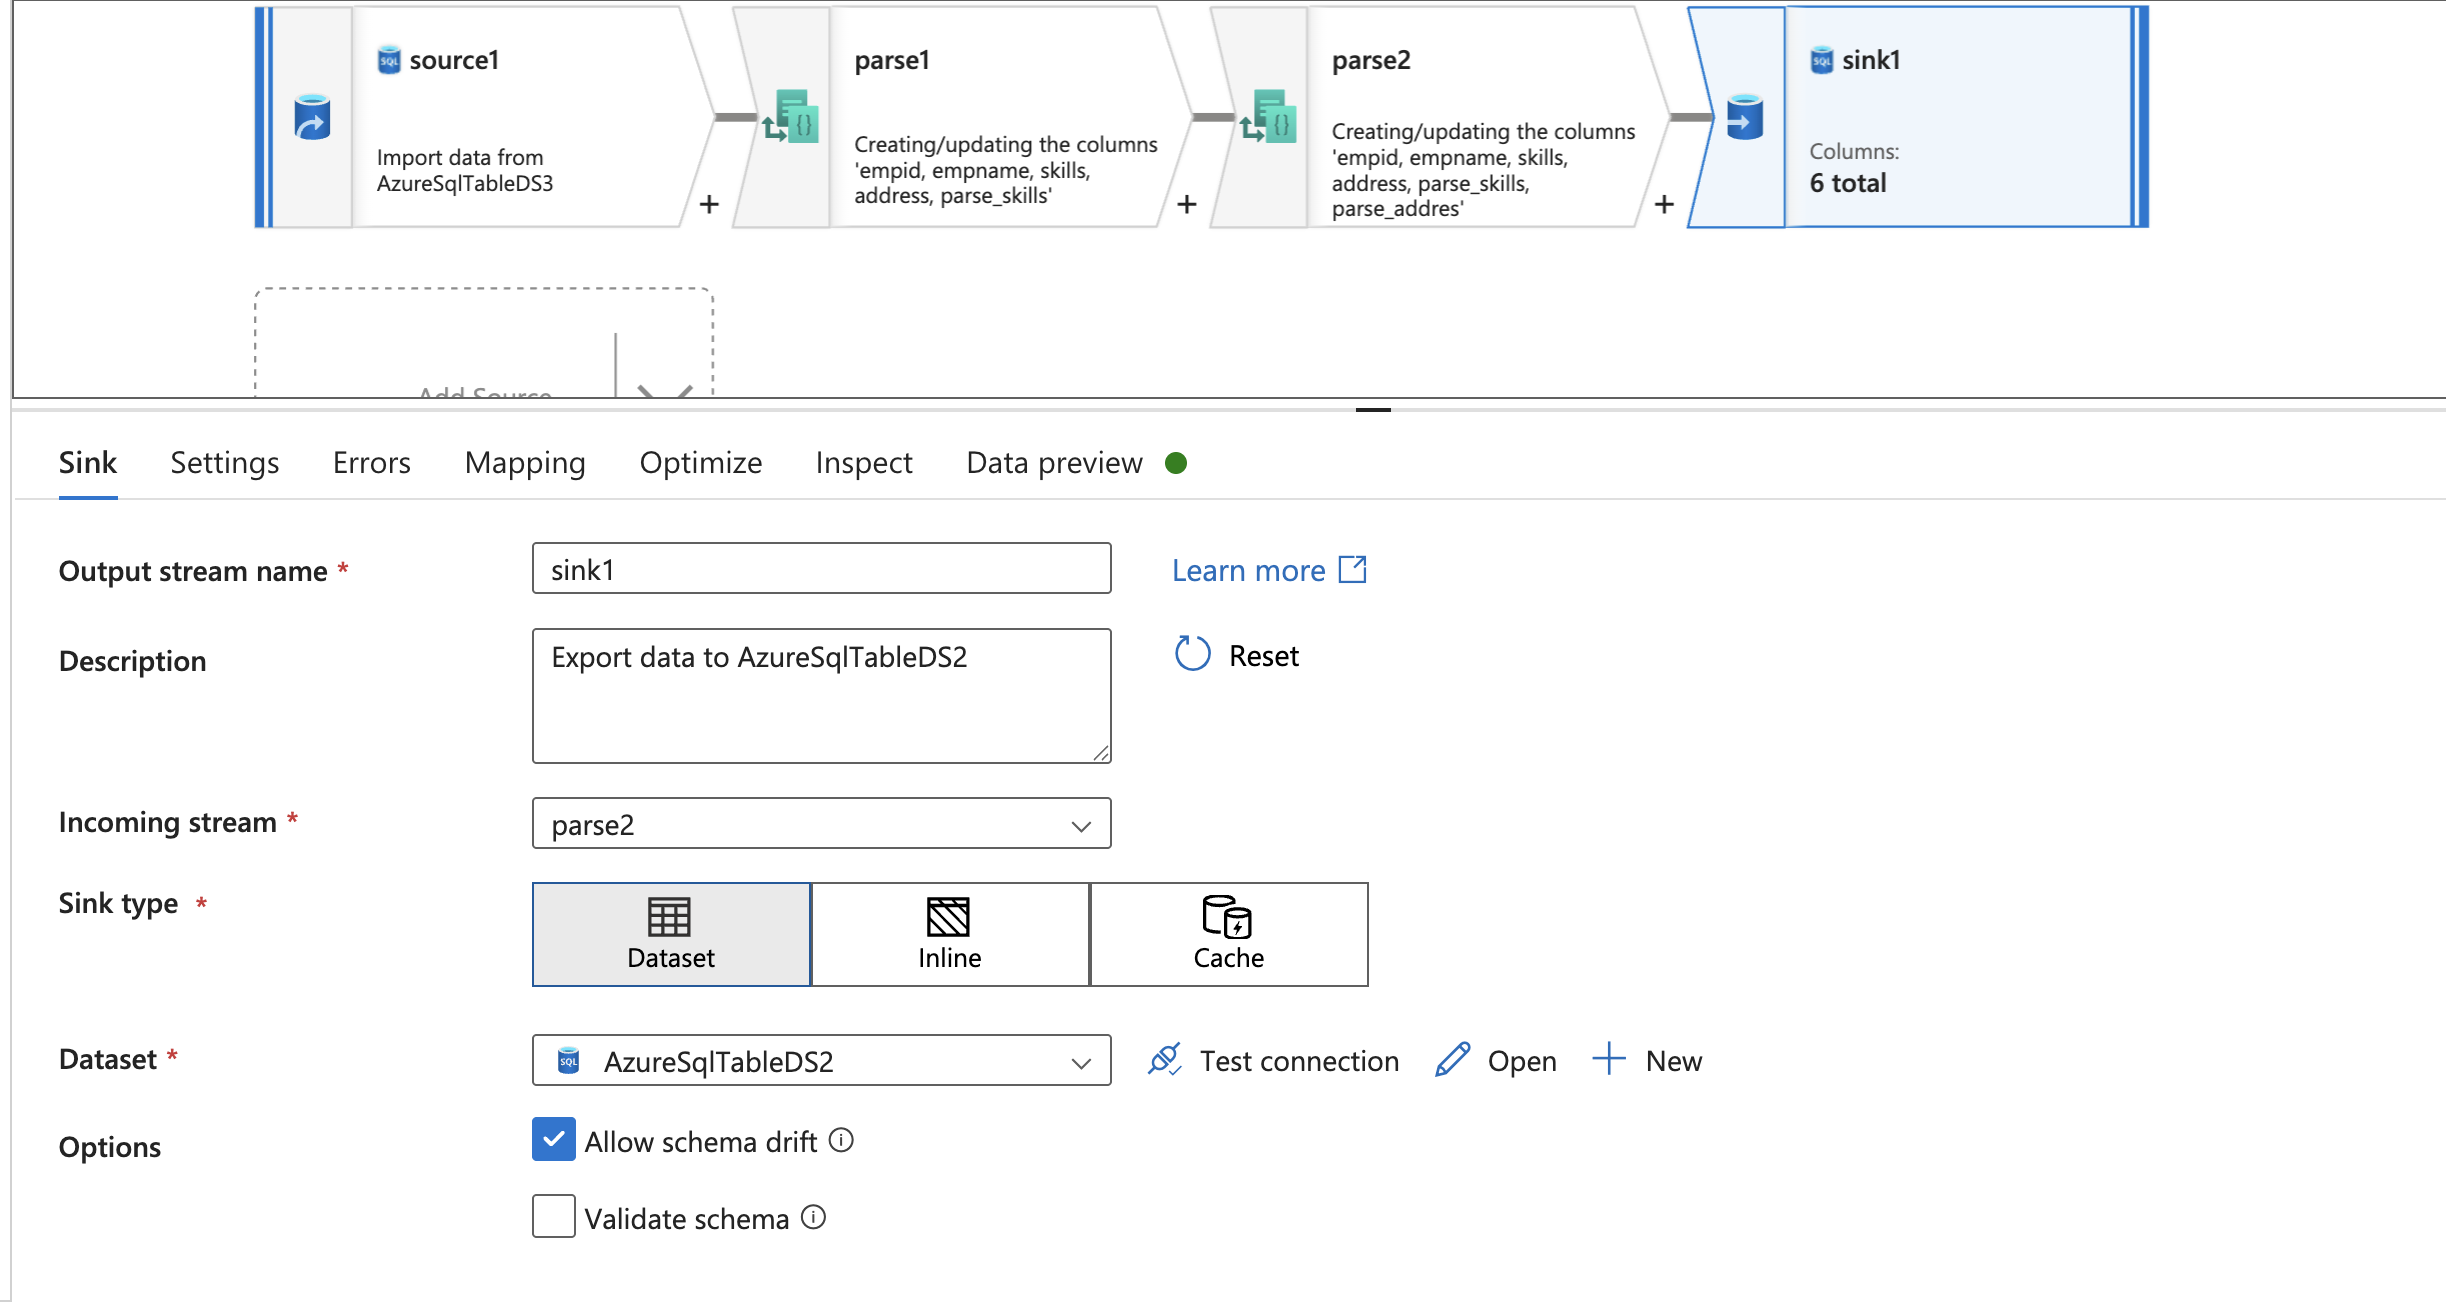 source1
Import data from
AzureSqlTableDS3
+
parse1
Creating/updating the columns
'empid, empname, skills,
address, parse_skills'
+
parse2
Creating/updating the columns
'empid, empname, skills,
address, parse_skills,
parse_addres'
+
sink1
Columns:
6 total
Add Source
Sink Settings Errors Mapping Optimize Inspect Data preview
Output stream name * sink1 Learn more
Description Export data to AzureSqlTableDS2 Reset
Incoming stream * parse2
Sink type * Dataset Inline Cache
Dataset * SQL AzureSqlTableDS2 Test connection Open New
Options Allow schema drift
Validate schema